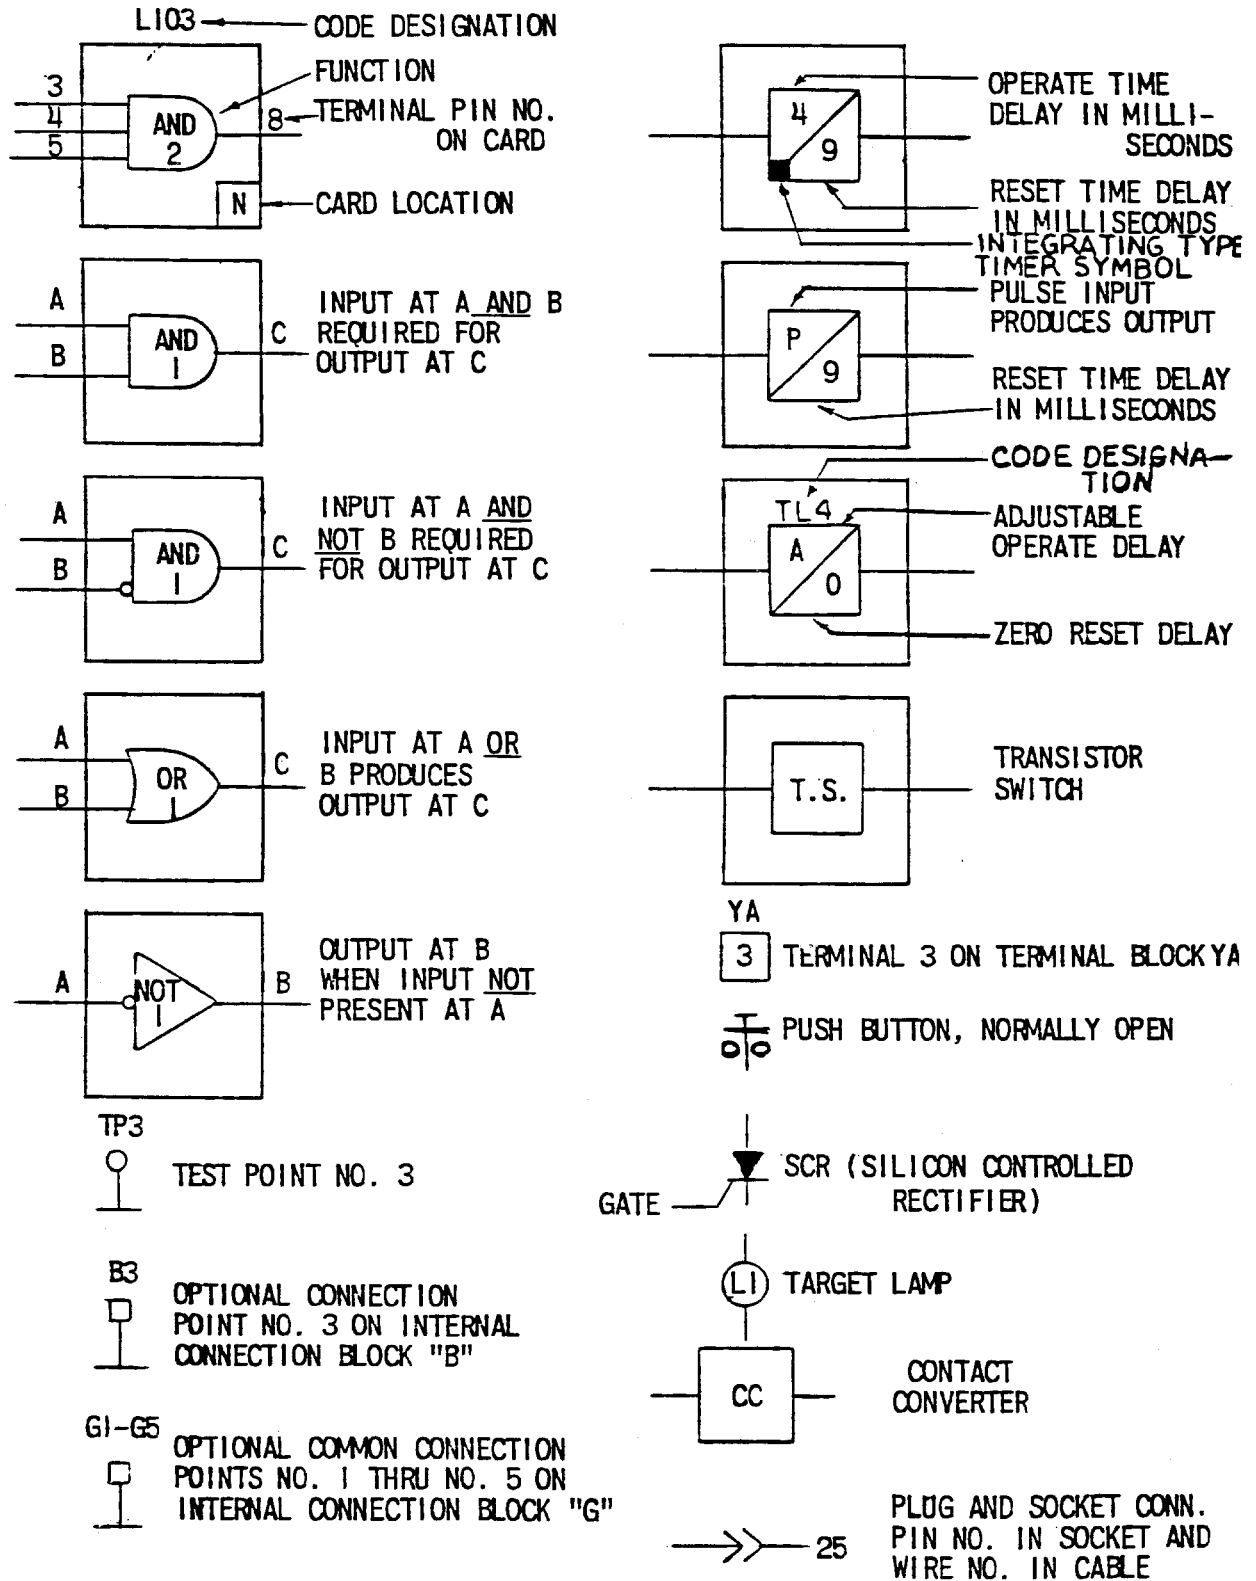 L103 CODE DESIGNATION
FUNCTION
3
4
5
AND
2
8 TERMINAL PIN NO.
ON CARD
N CARD LOCATION
A
B
AND
1
C
INPUT AT A AND B
REQUIRED FOR
OUTPUT AT C
A
B
AND
1
C
INPUT AT A AND
NOT B REQUIRED
FOR OUTPUT AT C
A
B
OR
1
C
INPUT AT A OR
B PRODUCES
OUTPUT AT C
A
NOT
1
B
OUTPUT AT B
WHEN INPUT NOT
PRESENT AT A
TP3
TEST POINT NO. 3
B3
OPTIONAL CONNECTION
POINT NO. 3 ON INTERNAL
CONNECTION BLOCK "B"
G1-G5
OPTIONAL COMMON CONNECTION
POINTS NO. 1 THRU NO. 5 ON
INTERNAL CONNECTION BLOCK "G"
4
9
OPERATE TIME
DELAY IN MILLI-
SECONDS
RESET TIME DELAY
IN MILLISECONDS
INTEGRATING TYPE
TIMER SYMBOL
P
9
PULSE INPUT
PRODUCES OUTPUT
RESET TIME DELAY
IN MILLISECONDS
CODE DESIGNA-
TION
TL4
A
0
ADJUSTABLE
OPERATE DELAY
ZERO RESET DELAY
T.S.
TRANSISTOR
SWITCH
YA
3 TERMINAL 3 ON TERMINAL BLOCK YA
PUSH BUTTON, NORMALLY OPEN
GATE
SCR (SILICON CONTROLLED
RECTIFIER)
L1 TARGET LAMP
CC
CONTACT
CONVERTER
25
PLUG AND SOCKET CONN.
PIN NO. IN SOCKET AND
WIRE NO. IN CABLE